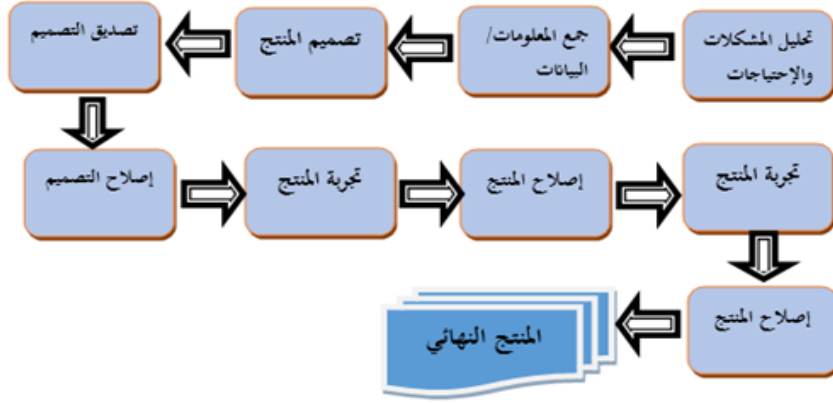 تحليل المشكلات
والإحتياجات
جمع المعلومات/
البيانات
تصميم المنتج
تصديق التصميم
إصلاح التصميم
تجربة المنتج
إصلاح المنتج
تجربة المنتج
إصلاح المنتج
المنتج النهائي